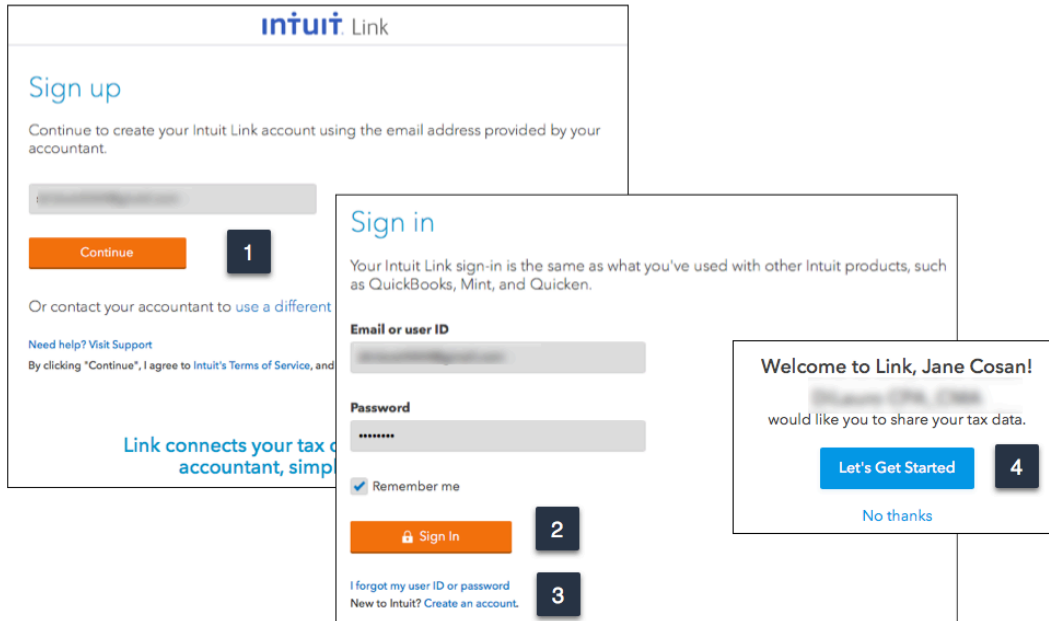 intuit Link
Sign up
Continue to create your Intuit Link account using the email address provided by your
accountant.
Continue
1
Or contact your accountant to use a different
Need help? Visit Support
By clicking "Continue", I agree to Intuit's Terms of Service, and
Link connects your tax
accountant, simpl
Sign in
Your Intuit Link sign-in is the same as what you've used with other Intuit products, such
as QuickBooks, Mint, and Quicken.
Email or user ID
Password
••••••••
Remember me
Sign In
2
I forgot my user ID or password
New to Intuit? Create an account.
3
Welcome to Link, Jane Cosan!
would like you to share your tax data.
Let's Get Started
4
No thanks